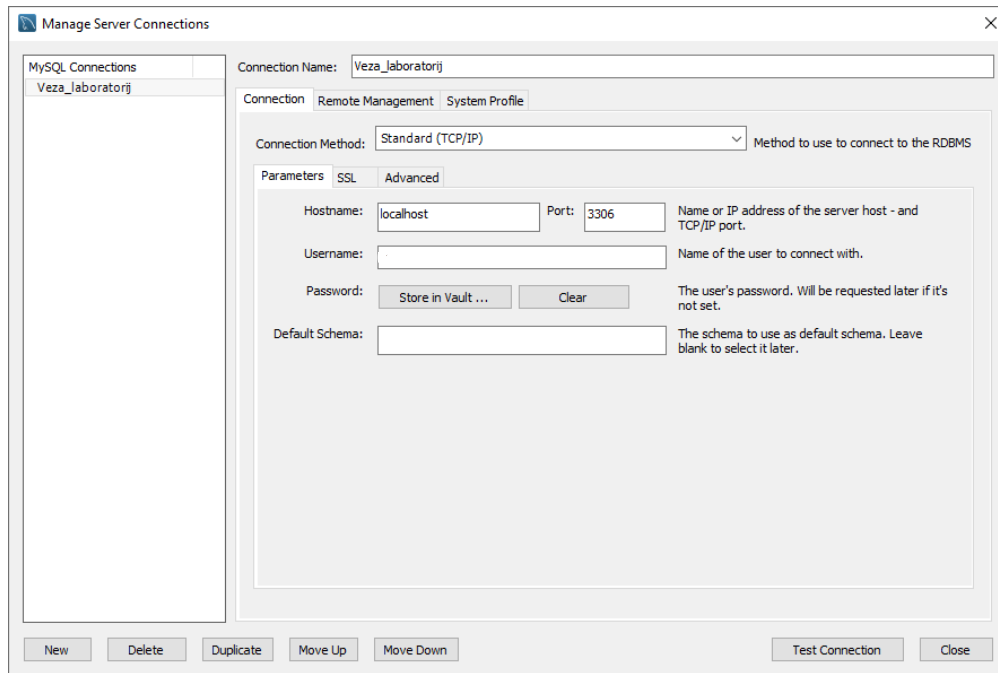 Manage Server Connections
MySQL Connections
Veza_laboratorij
Connection Name: Veza_laboratorij
Connection Remote Management System Profile
Connection Method: Standard (TCP/IP) Method to use to connect to the RDBMS
Parameters SSL Advanced
Hostname: localhost Port: 3306 Name or IP address of the server host - and
TCP/IP port.
Username: Name of the user to connect with.
Password: Store in Vault ... Clear The user's password. Will be requested later if it's
not set.
Default Schema: The schema to use as default schema. Leave
blank to select it later.
New Delete Duplicate Move Up Move Down Test Connection Close